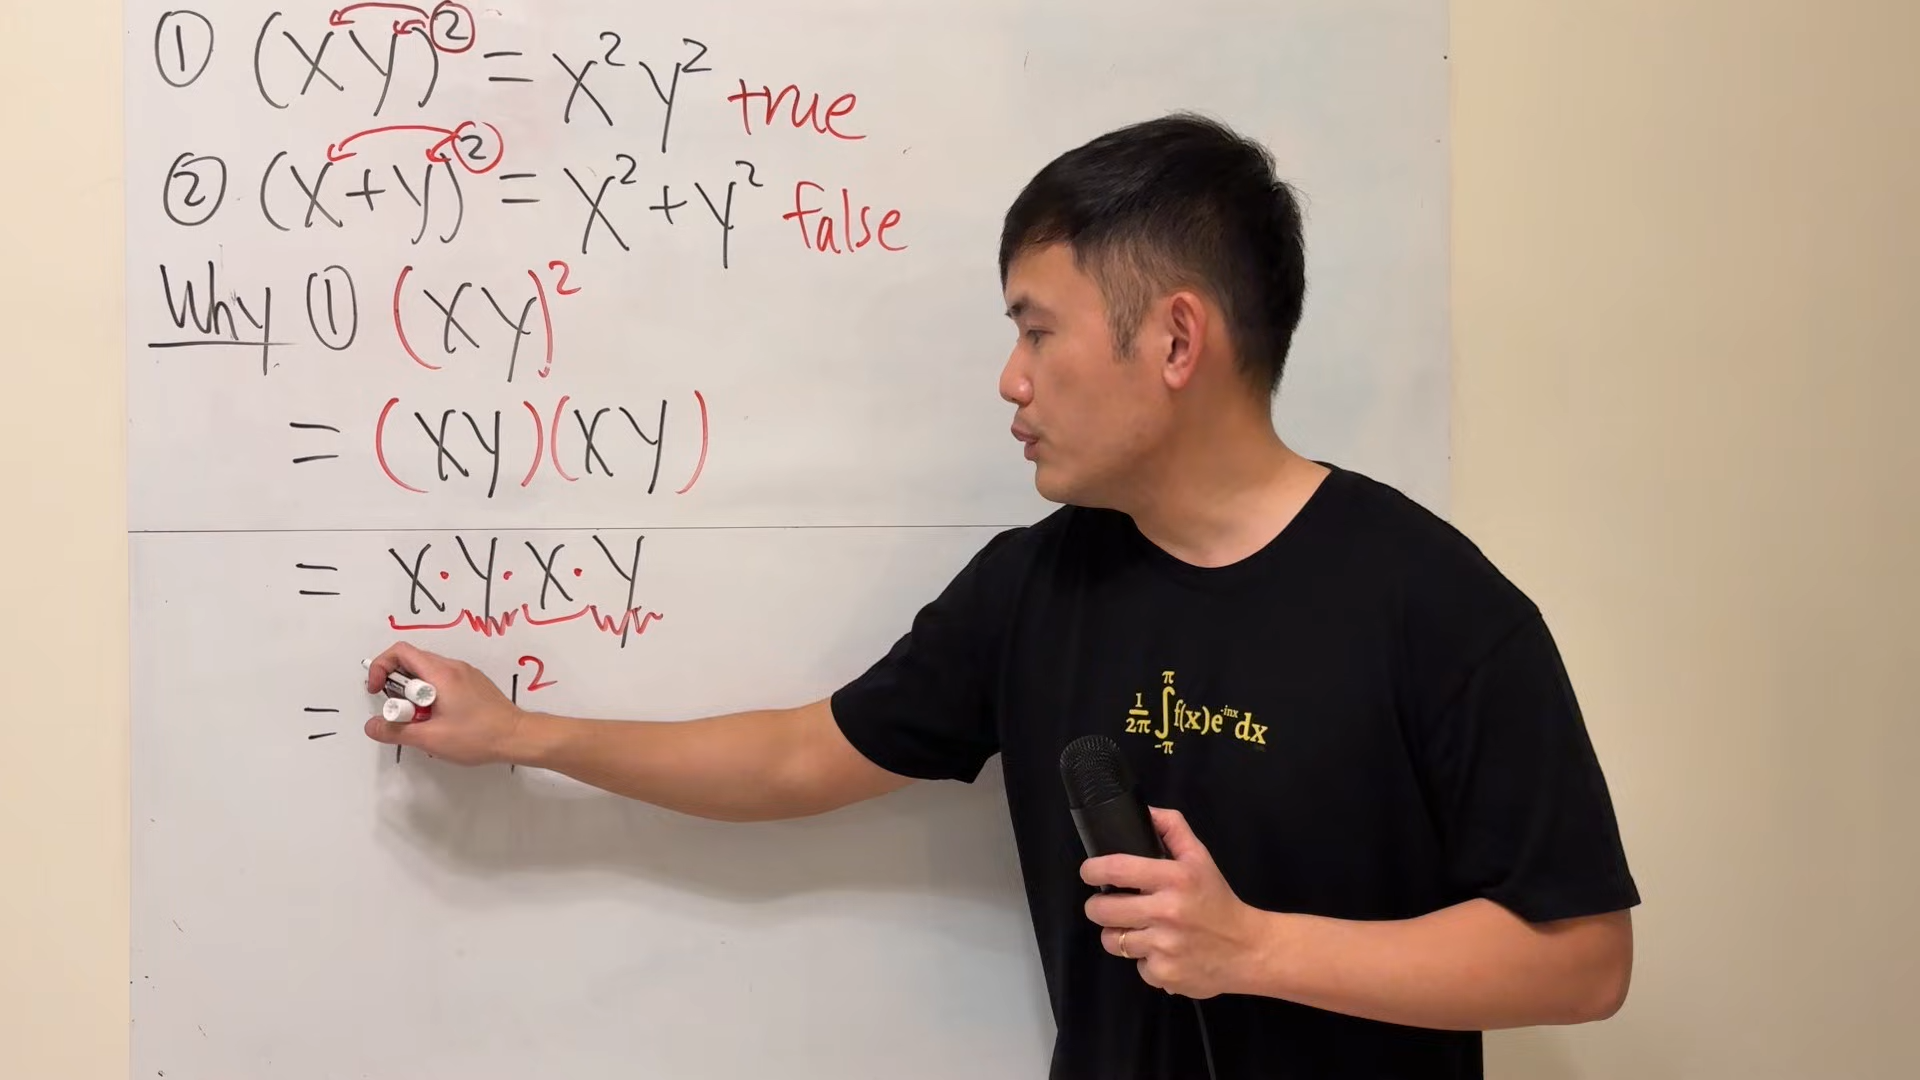 ① (XY)² = X²Y² true
② (X+Y)² = X²+Y² false
Why ① (XY)²
= (XY)(XY)
= X·Y·X·Y
= ²
1/2π ∫ π -π f(x)e^-inx dx